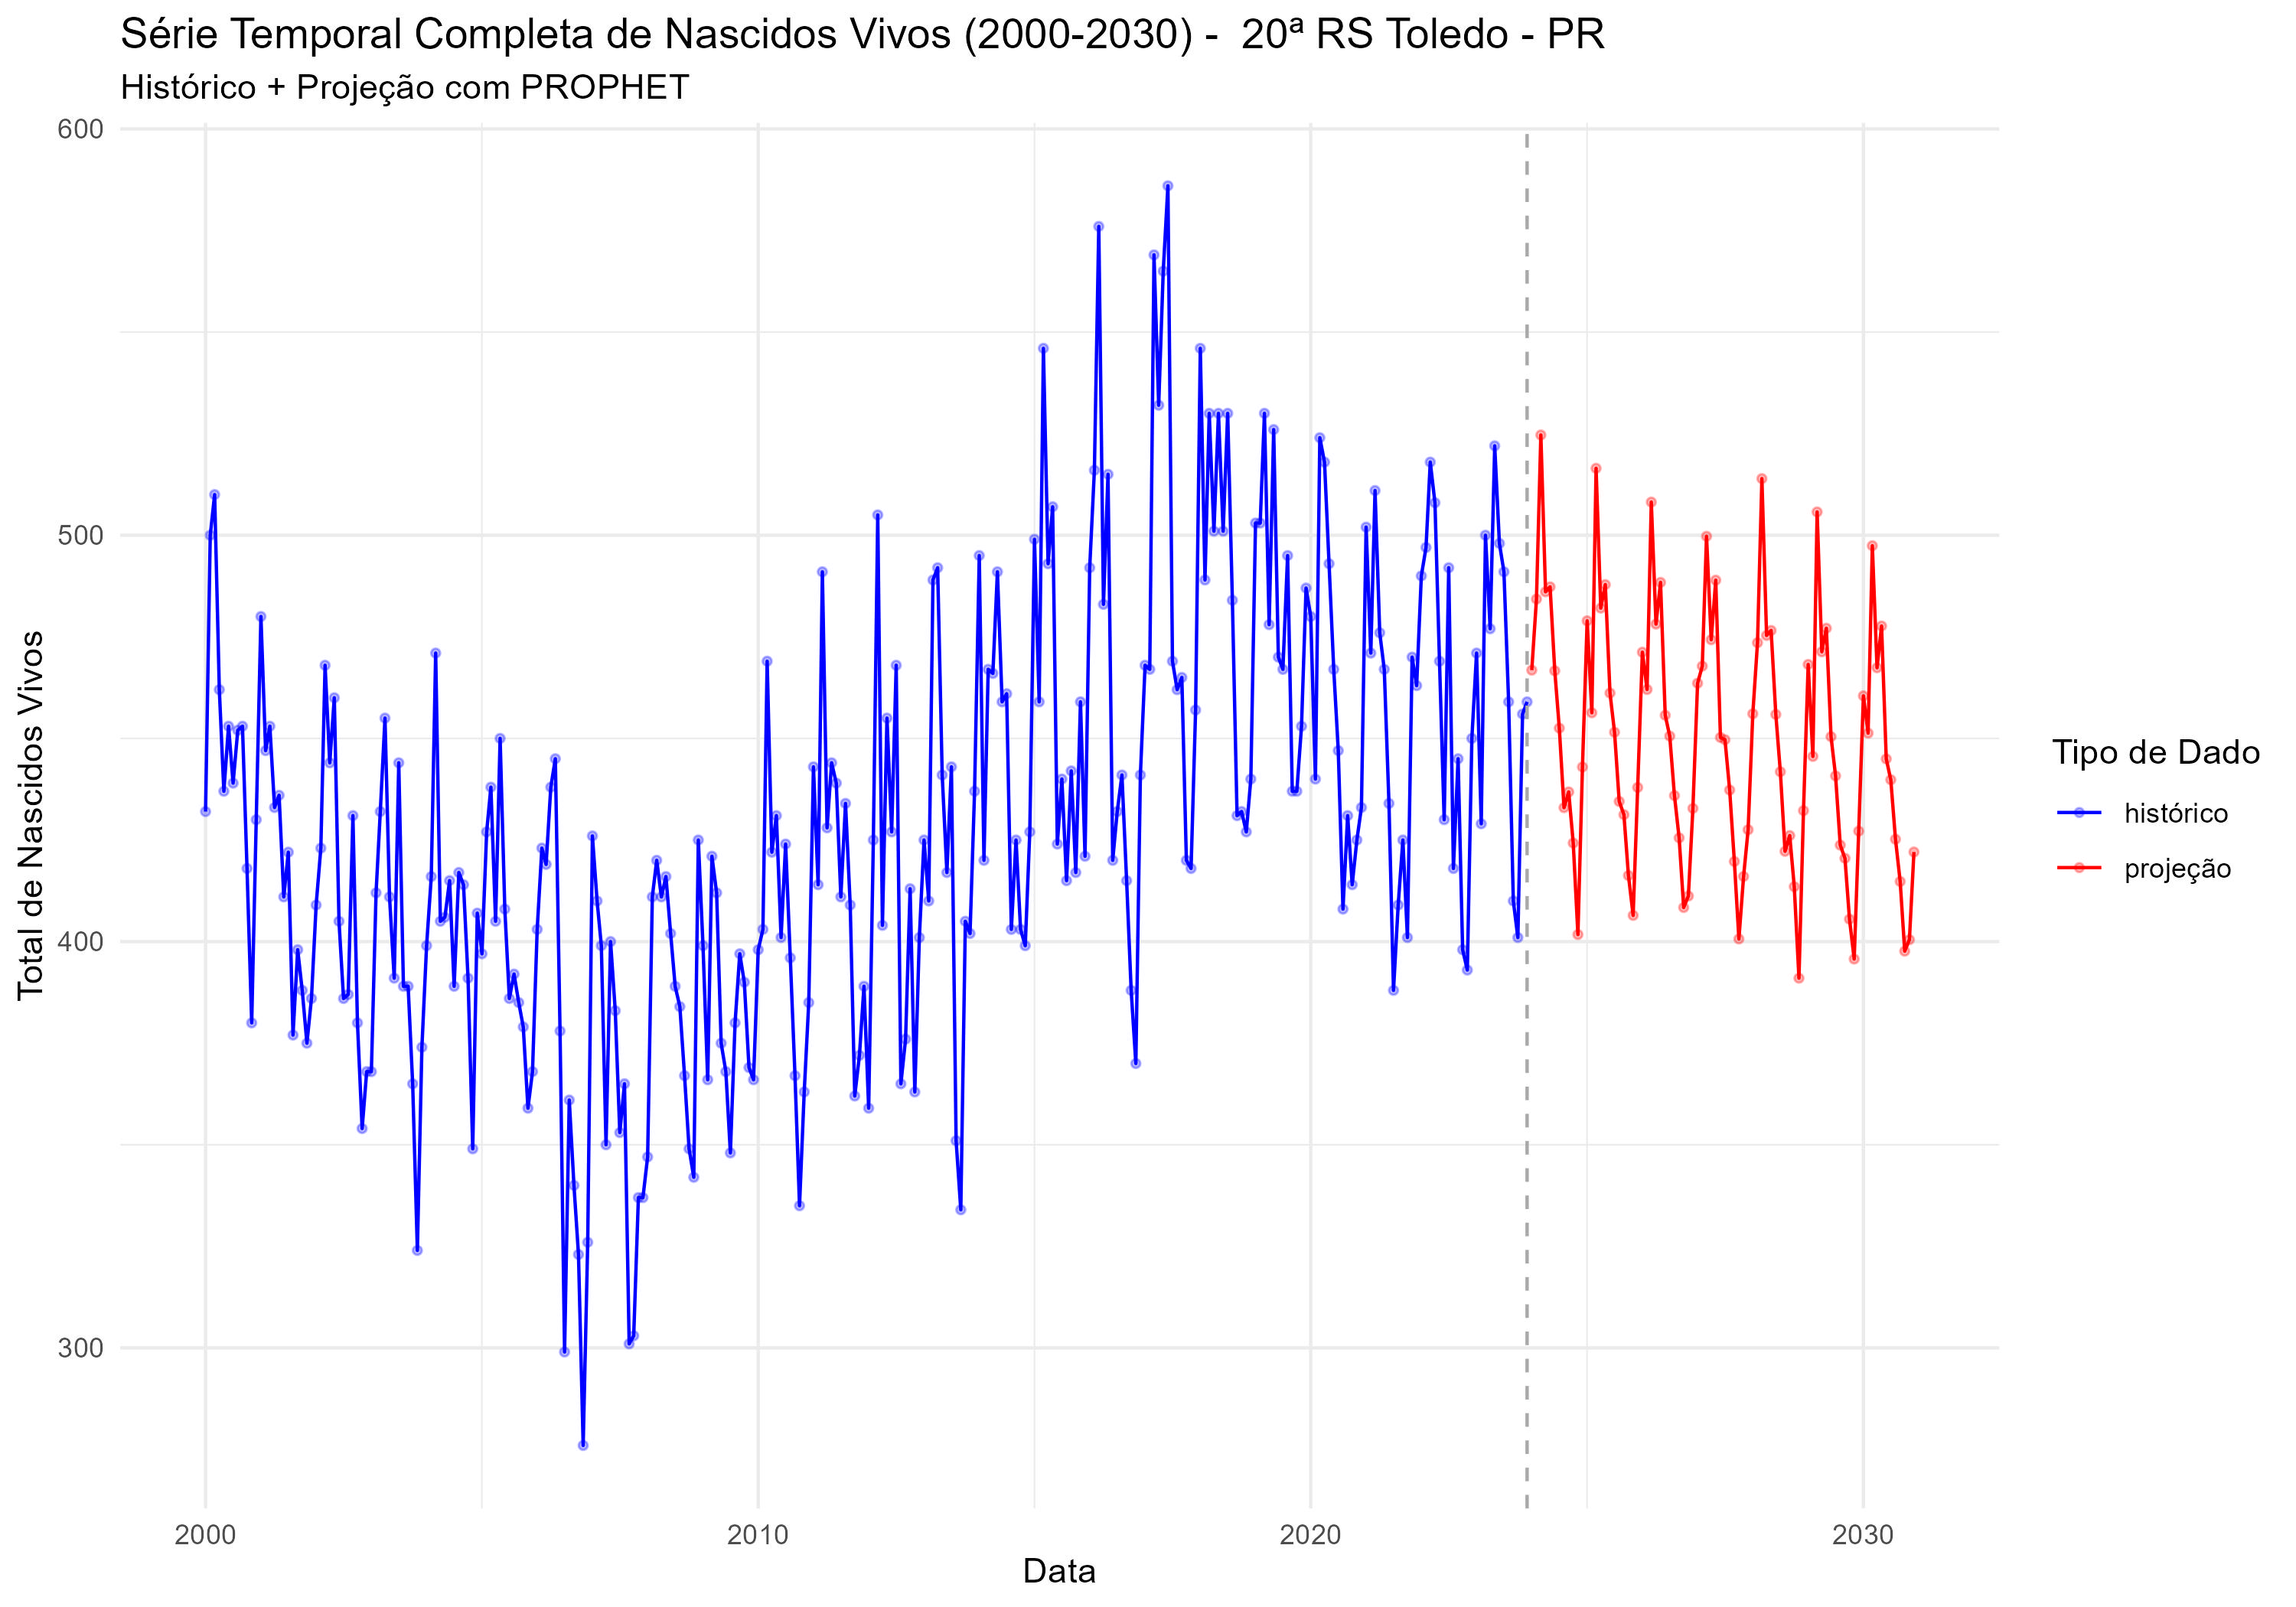 Série Temporal Completa de Nascidos Vivos (2000-2030) -  20ª RS Toledo - PR
Histórico + Projeção com PROPHET
Total de Nascidos Vivos
600
500
400
300
2000
2010
2020
2030
Data
Tipo de Dado
histórico
projeção